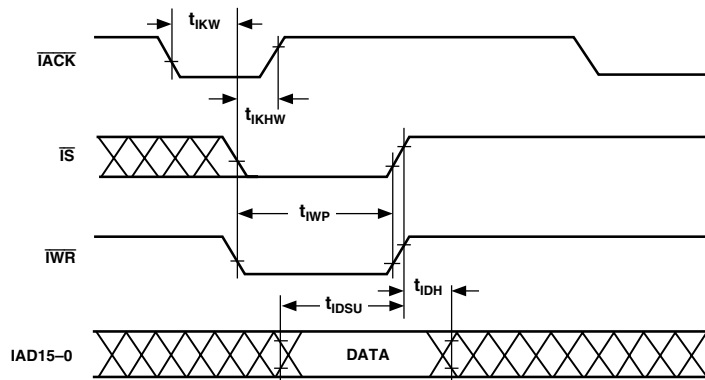 tIKW
IACK
tIKHW
IS
tIWP
IWR
tIDH
tIDSU
IAD15–0
DATA